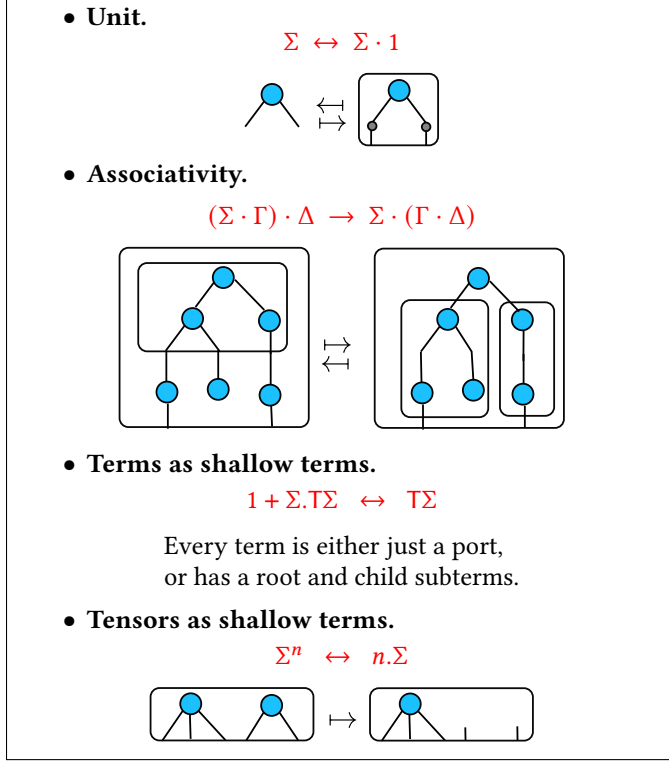 • Unit.
Σ ↔ Σ · 1
↤
↦
• Associativity.
(Σ · Γ) · Δ → Σ · (Γ · Δ)
↦
↤
• Terms as shallow terms.
1 + Σ.TΣ ↔ TΣ
Every term is either just a port,
or has a root and child subterms.
• Tensors as shallow terms.
Σⁿ ↔ n.Σ
↦